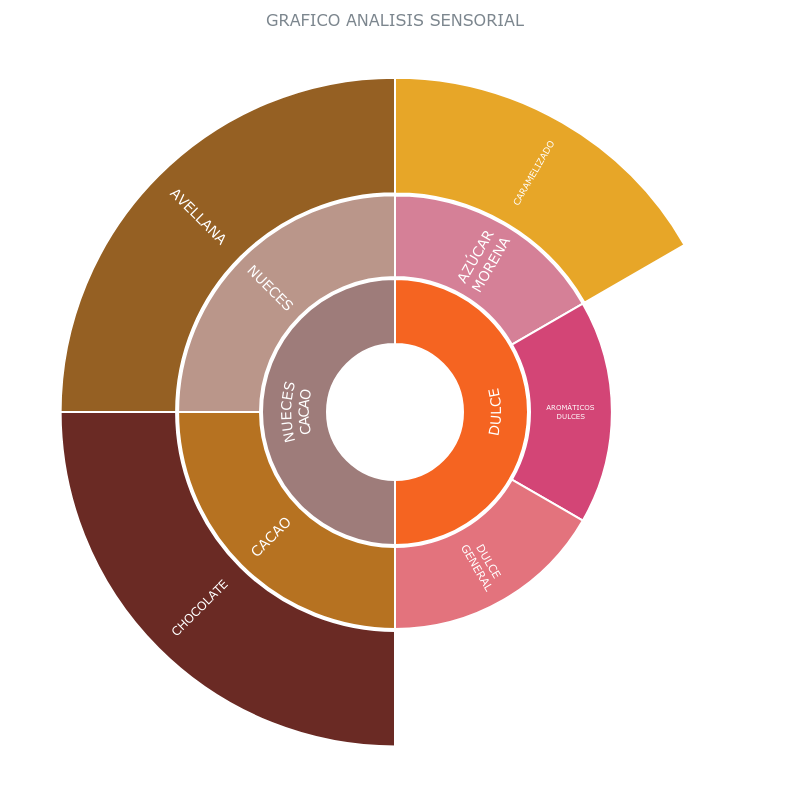 GRAFICO ANALISIS SENSORIAL
CARAMELIZADO
AVELLANA
AZÚCAR
MORENA
NUECES
NUECES
CACAO
DULCE
AROMÁTICOS
DULCES
CACAO
DULCE
GENERAL
CHOCOLATE